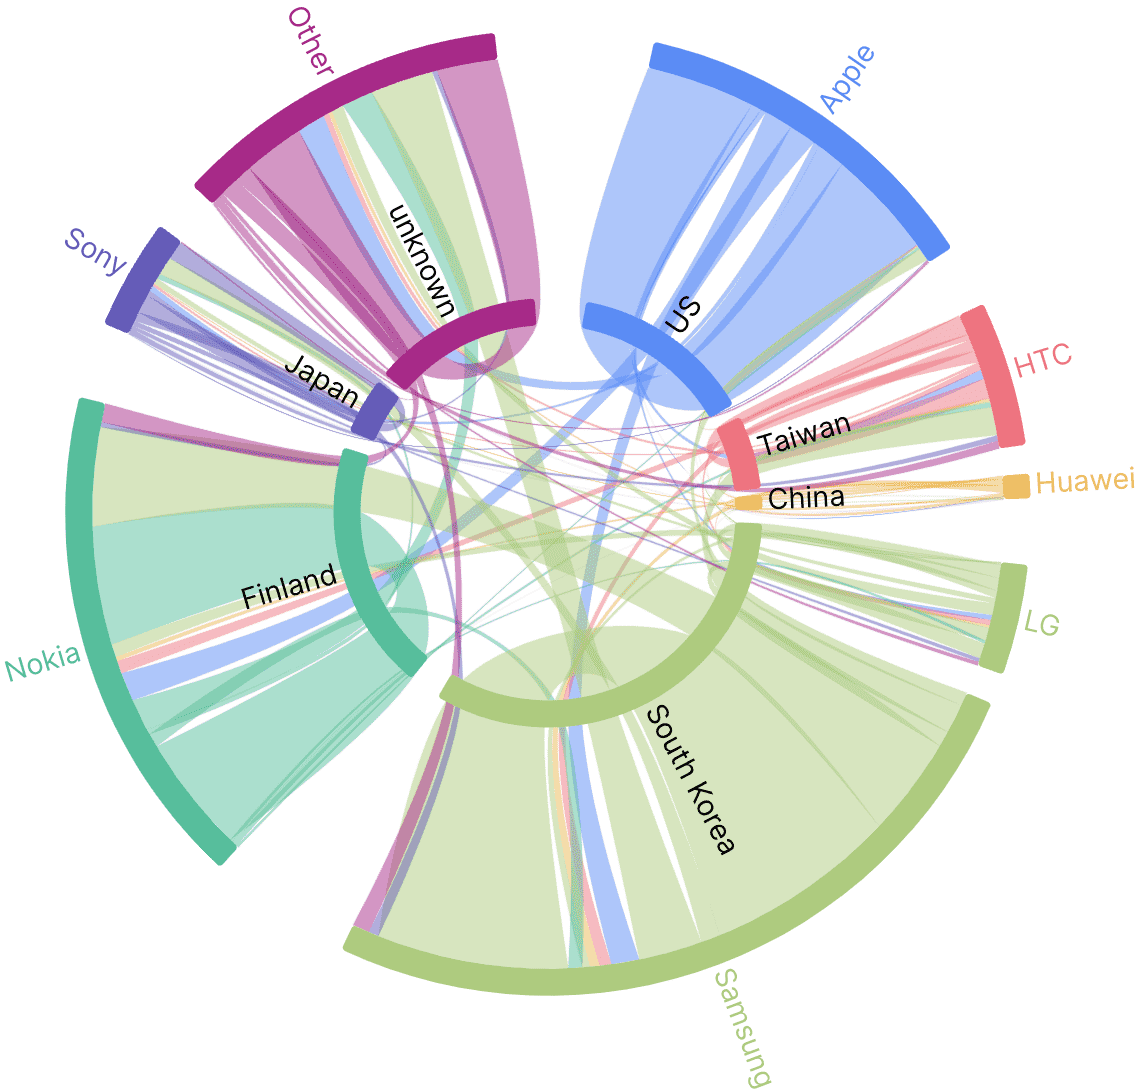 Other
Apple
Sony
unknown
US
Japan
HTC
Taiwan
China
Huawei
Finland
LG
Nokia
South Korea
Samsung